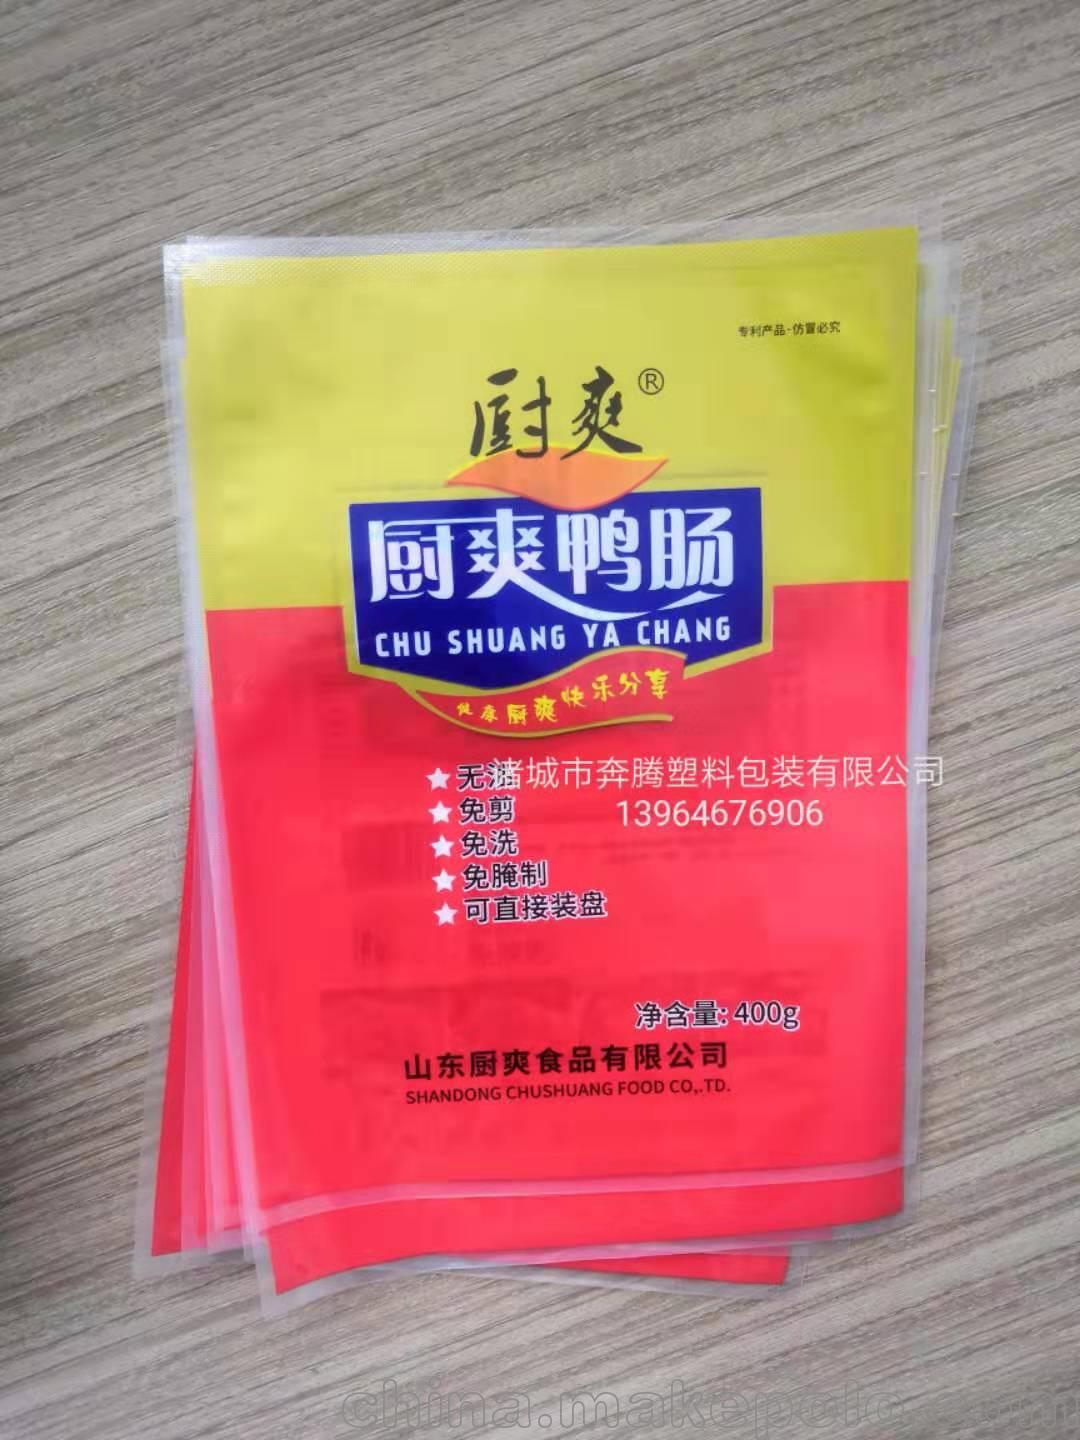 专利产品-仿冒必究
厨爽®
厨爽鸭肠
CHU SHUANG YA CHANG
健康厨爽快乐分享
无油
诸城市奔腾塑料包装有限公司
免剪
13964676906
免洗
免腌制
可直接装盘
净含量: 400g
山东厨爽食品有限公司
SHANDONG CHUSHUANG FOOD CO,.TD.
china.makepolo.com